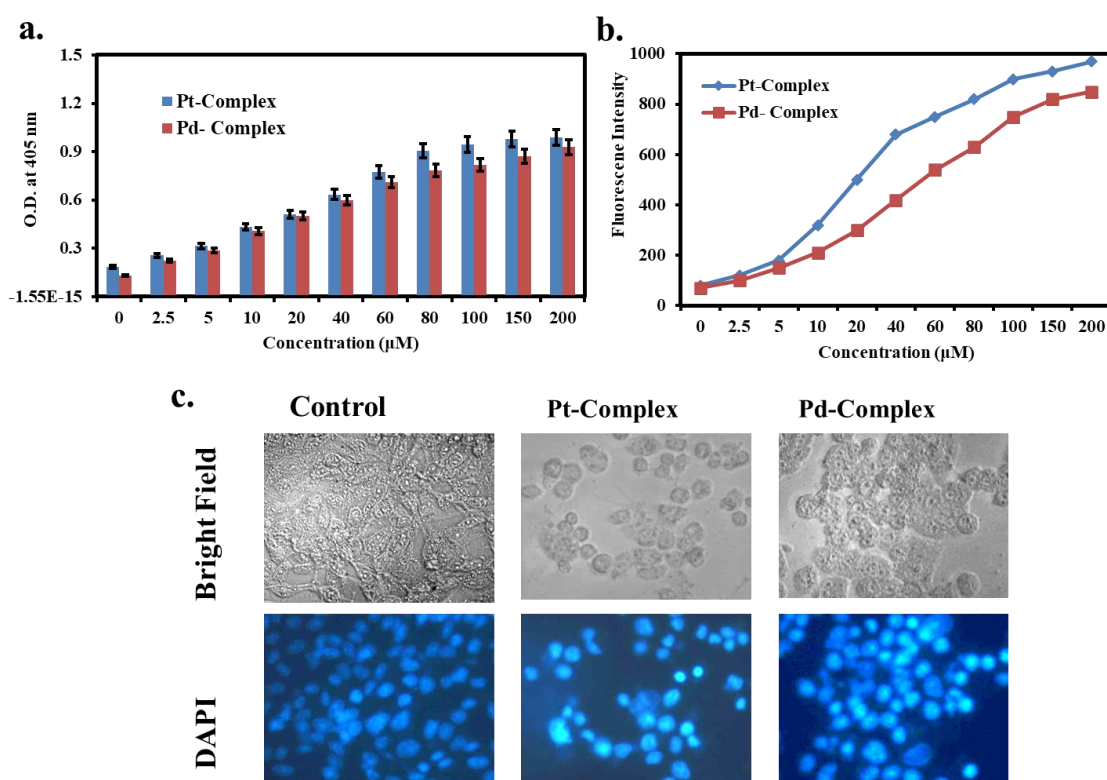 a.
1.5
1.2
0.9
0.6
0.3
-1.55E-15
O.D. at 405 nm
Pt-Complex
Pd- Complex
0 2.5 5 10 20 40 60 80 100 150 200
Concentration (µM)
b.
1000
800
600
400
200
0
Fluorescene Intensity
Pt-Complex
Pd- Complex
0 2.5 5 10 20 40 60 80 100 150 200
Concentration (µM)
c.
Control Pt-Complex Pd-Complex
Bright Field
DAPI